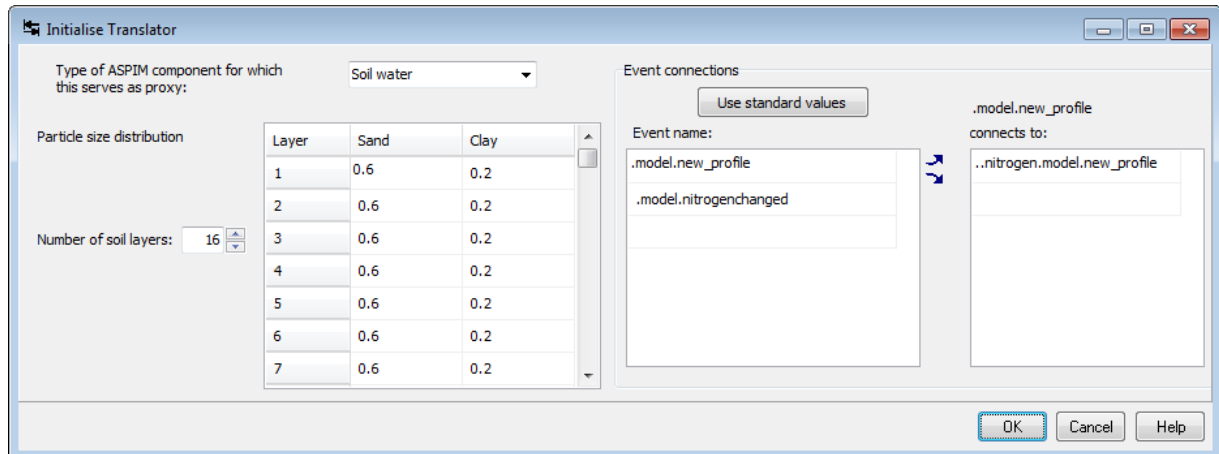 Initialise Translator
Type of ASPIM component for which
this serves as proxy:
Soil water
Particle size distribution
Layer Sand Clay
1 0.6 0.2
2 0.6 0.2
3 0.6 0.2
4 0.6 0.2
5 0.6 0.2
6 0.6 0.2
7 0.6 0.2
Number of soil layers: 16
Event connections
Use standard values
Event name:
.model.new_profile
.model.nitrogenchanged
.model.new_profile
connects to:
..nitrogen.model.new_profile
OK Cancel Help